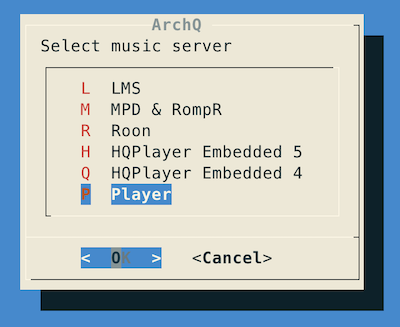 ArchQ
Select music server
L LMS
M MPD & RompR
R Roon
H HQPlayer Embedded 5
Q HQPlayer Embedded 4
P Player
< OK > <Cancel>